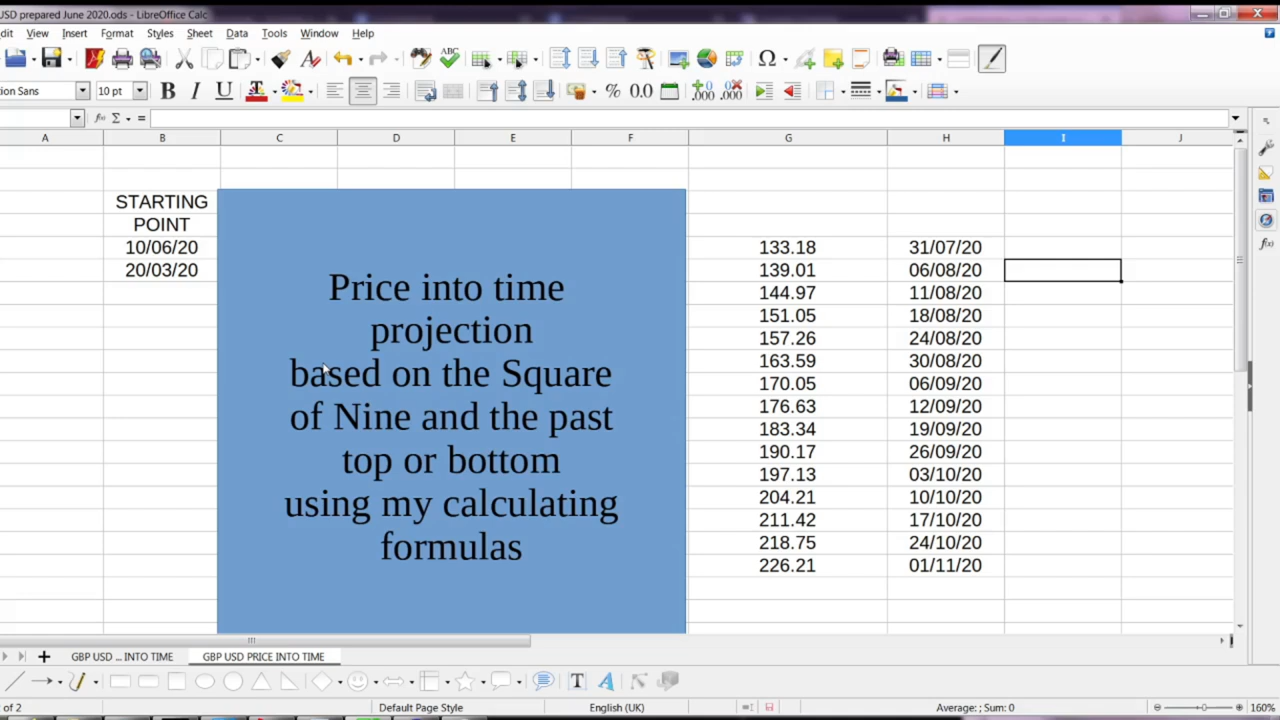 USD prepared June 2020.ods - LibreOffice Calc
dit View Insert Format Styles Sheet Data Tools Window Help
ion Sans 10 pt
A B C D E F G H I J
STARTING
POINT
10/06/20 133.18 31/07/20
20/03/20 139.01 06/08/20
144.97 11/08/20
151.05 18/08/20
157.26 24/08/20
163.59 30/08/20
170.05 06/09/20
176.63 12/09/20
183.34 19/09/20
190.17 26/09/20
197.13 03/10/20
204.21 10/10/20
211.42 17/10/20
218.75 24/10/20
226.21 01/11/20
Price into time
projection
based on the Square
of Nine and the past
top or bottom
using my calculating
formulas
GBP USD ... INTO TIME GBP USD PRICE INTO TIME
of 2 Default Page Style English (UK) Average: ; Sum: 0 160%